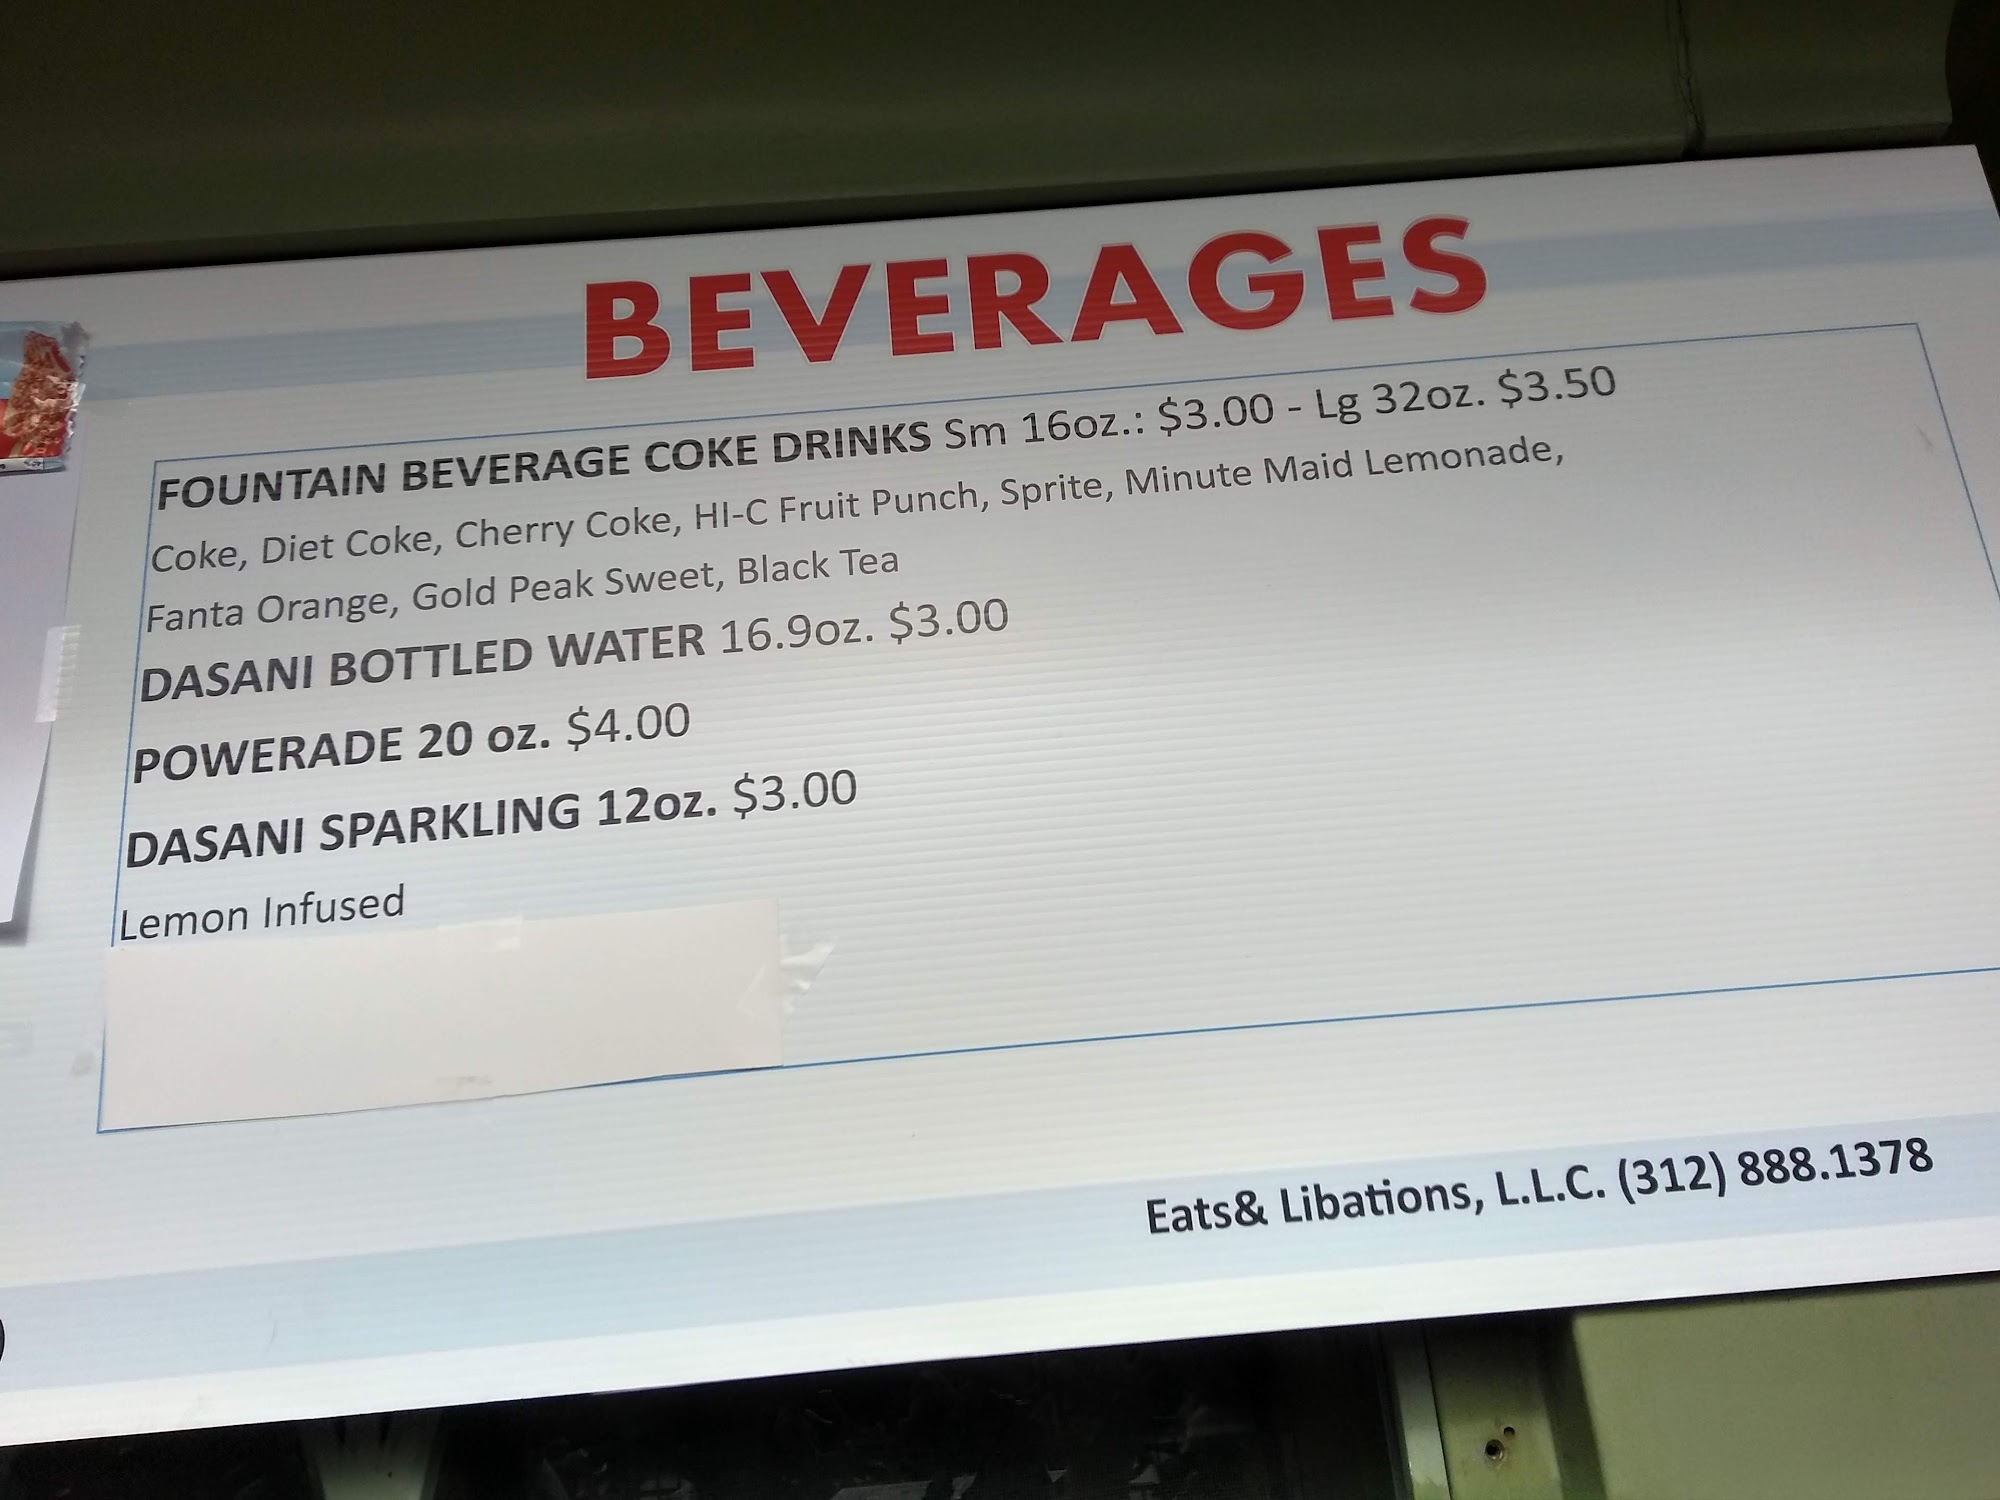 BEVERAGES
FOUNTAIN BEVERAGE COKE DRINKS Sm 16oz.: $3.00 - Lg 32oz. $3.50
Coke, Diet Coke, Cherry Coke, HI-C Fruit Punch, Sprite, Minute Maid Lemonade,
Fanta Orange, Gold Peak Sweet, Black Tea
DASANI BOTTLED WATER 16.9oz. $3.00
POWERADE 20 oz. $4.00
DASANI SPARKLING 12oz. $3.00
Lemon Infused
Eats& Libations, L.L.C. (312) 888.1378